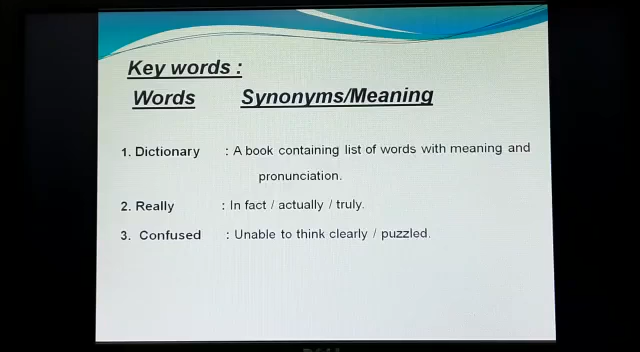 Key words :
Words Synonyms/Meaning
1. Dictionary : A book containing list of words with meaning and
pronunciation.
2. Really : In fact / actually / truly.
3. Confused : Unable to think clearly / puzzled.